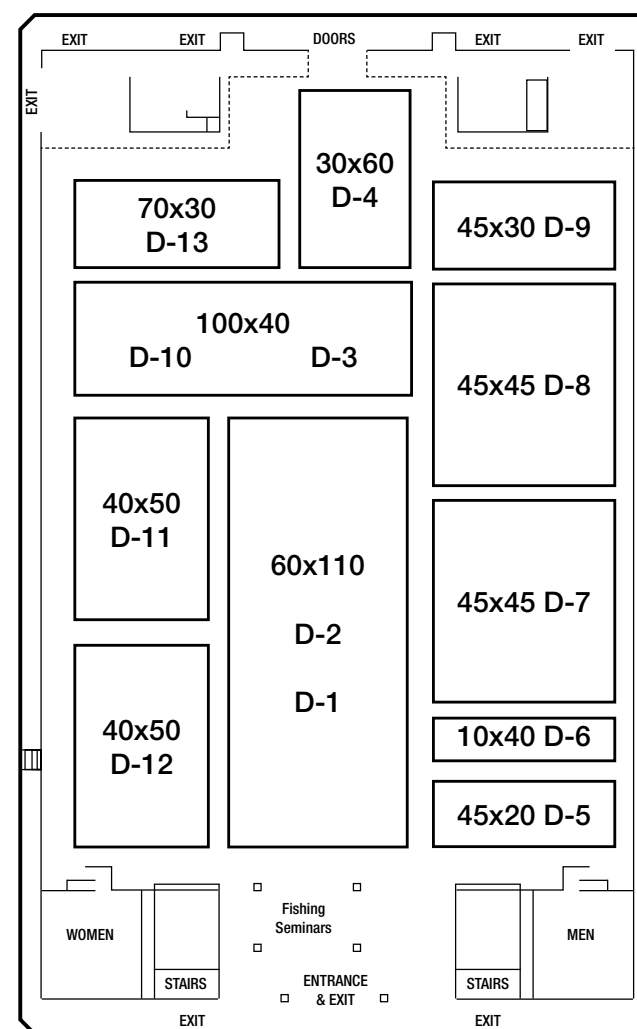 EXIT
EXIT
DOORS
EXIT
EXIT
EXIT
30x60
D-4
70x30
D-13
45x30 D-9
100x40
D-10
D-3
45x45 D-8
40x50
D-11
60x110
D-2
D-1
45x45 D-7
40x50
D-12
10x40 D-6
45x20 D-5
Fishing
Seminars
WOMEN
MEN
STAIRS
ENTRANCE
& EXIT
STAIRS
EXIT
EXIT